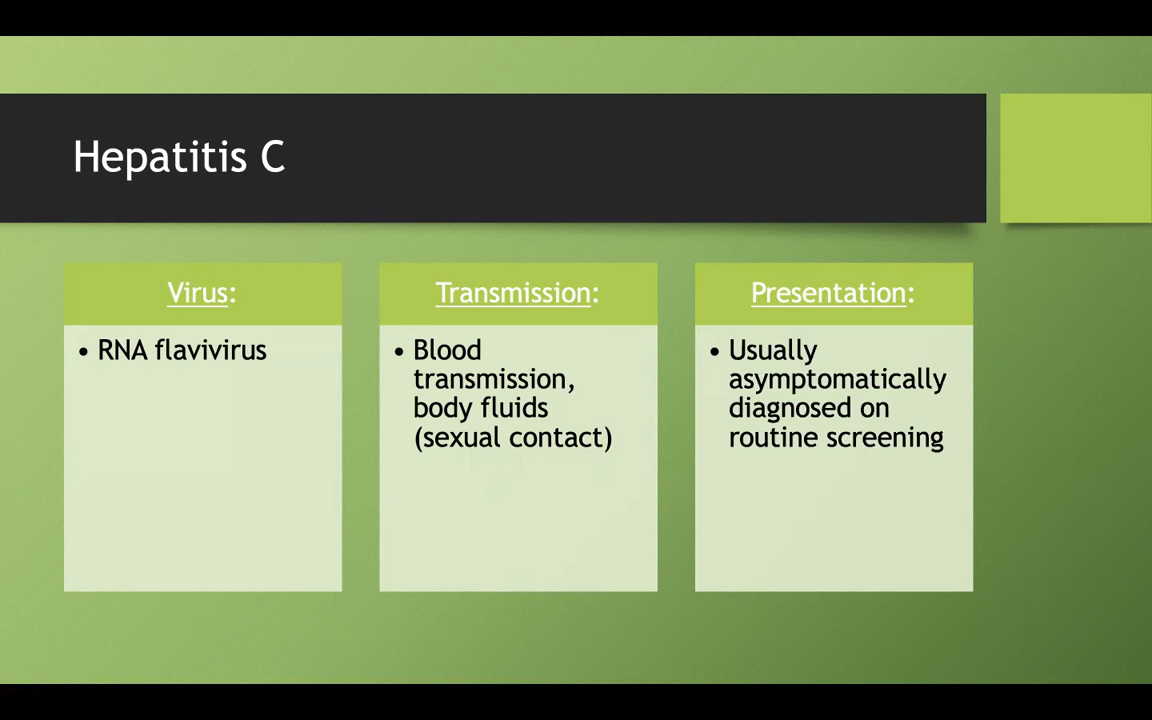 Hepatitis C
Virus:
• RNA flavivirus
Transmission:
• Blood
transmission,
body fluids
(sexual contact)
Presentation:
• Usually
asymptomatically
diagnosed on
routine screening